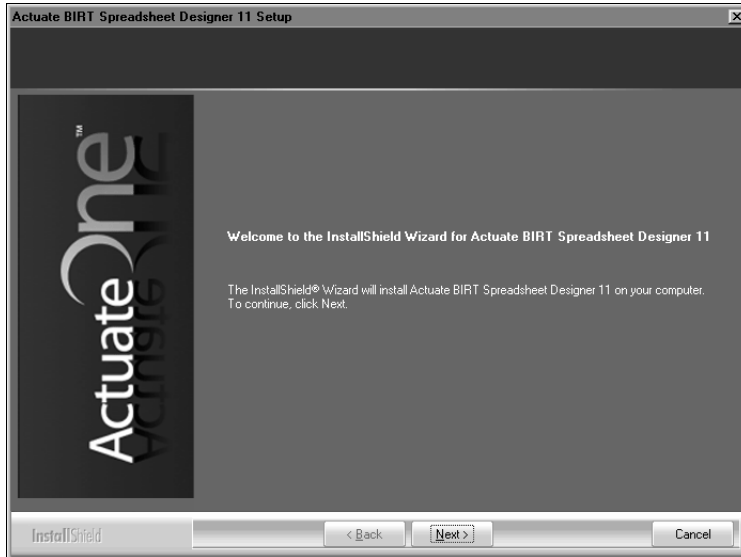 Actuate BIRT Spreadsheet Designer 11 Setup
ActuateOne™
Welcome to the InstallShield Wizard for Actuate BIRT Spreadsheet Designer 11
The InstallShield® Wizard will install Actuate BIRT Spreadsheet Designer 11 on your computer.
To continue, click Next.
InstallShield
< Back
Next >
Cancel